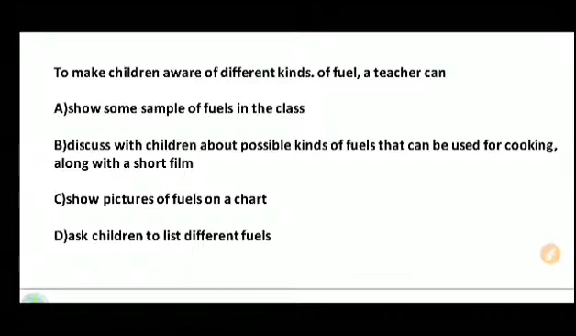 To make children aware of different kinds. of fuel, a teacher can
A)show some sample of fuels in the class
B)discuss with children about possible kinds of fuels that can be used for cooking,
along with a short film
C)show pictures of fuels on a chart
D)ask children to list different fuels